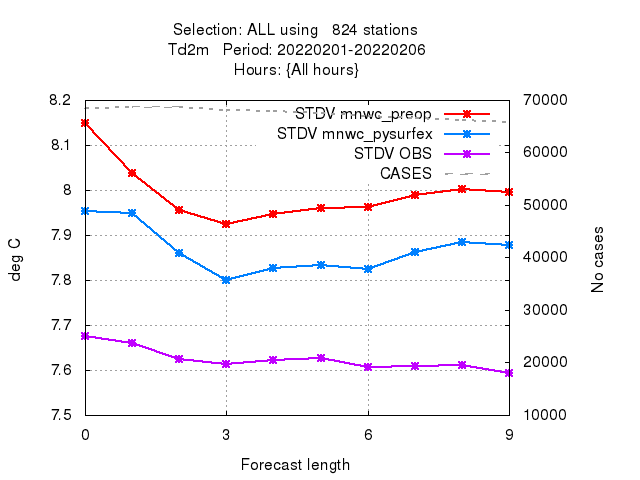 Selection: ALL using   824 stations
Td2m   Period: 20220201-20220206
Hours: {All hours}
8.2
8.1
8
7.9
7.8
7.7
7.6
7.5
deg C
STDV mnwc_preop
STDV mnwc_pysurfex
STDV OBS
CASES
70000
60000
50000
40000
30000
20000
10000
No cases
0 3 6 9
Forecast length